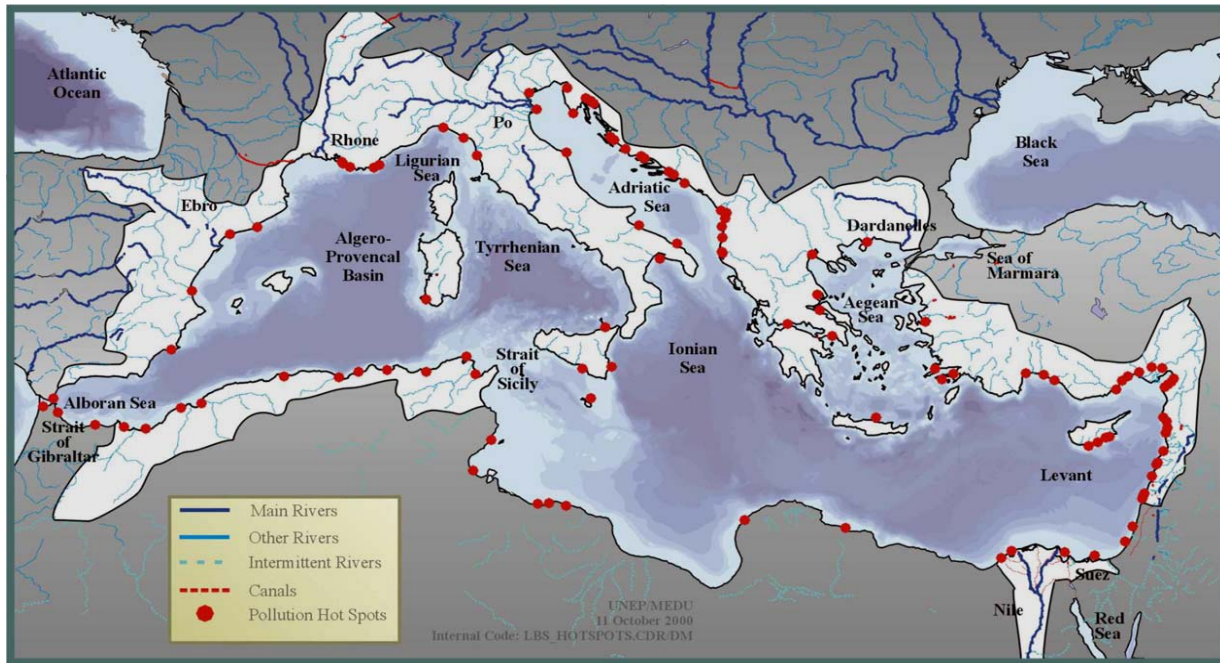 Atlantic
Ocean
Rhone
Po
Ligurian
Sea
Ebro
Adriatic
Sea
Black
Sea
Dardanelles
Sea of
Marmara
Algero-
Provencal
Basin
Tyrrhenian
Sea
Aegean
Sea
Strait
of
Sicily
Ionian
Sea
Alboran Sea
Strait
of
Gibraltar
Levant
Main Rivers
Other Rivers
Intermittent Rivers
Canals
Pollution Hot Spots
UNEP/MEDU
11 October 2000
Internal Code: LBS_HOTSPOTS.CDR/DM
Suez
Nile
Red
Sea